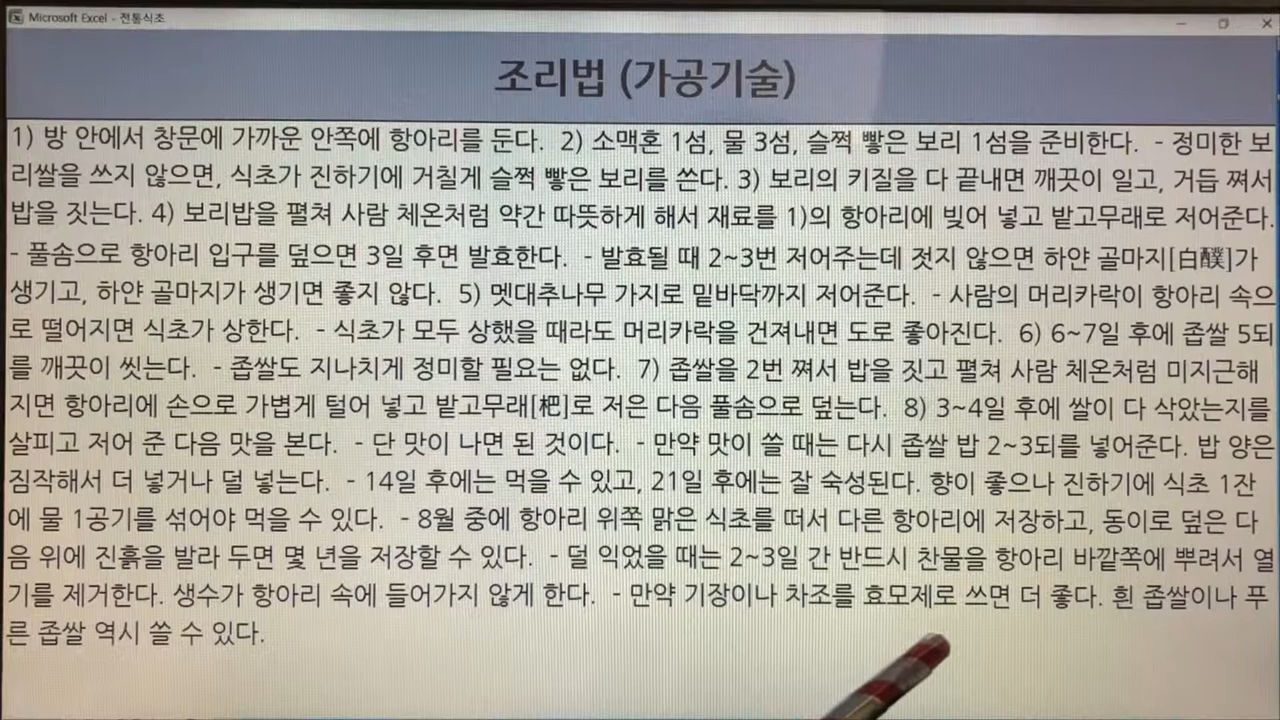 Microsoft Excel - 전통식초
조리법 (가공기술)
1) 방 안에서 창문에 가까운 안쪽에 항아리를 둔다. 2) 소맥혼 1섬, 물 3섬, 슬쩍 빻은 보리 1섬을 준비한다. - 정미한 보
리쌀을 쓰지 않으면, 식초가 진하기에 거칠게 슬쩍 빻은 보리를 쓴다. 3) 보리의 키질을 다 끝내면 깨끗이 일고, 거듭 쪄서
밥을 짓는다. 4) 보리밥을 펼쳐 사람 체온처럼 약간 따뜻하게 해서 재료를 1)의 항아리에 빚어 넣고 밭고무래로 저어준다.
- 풀솜으로 항아리 입구를 덮으면 3일 후면 발효한다. - 발효될 때 2~3번 저어주는데 젓지 않으면 하얀 골마지[白醭]가
생기고, 하얀 골마지가 생기면 좋지 않다. 5) 멧대추나무 가지로 밑바닥까지 저어준다. - 사람의 머리카락이 항아리 속으
로 떨어지면 식초가 상한다. - 식초가 모두 상했을 때라도 머리카락을 건져내면 도로 좋아진다. 6) 6~7일 후에 좁쌀 5되
를 깨끗이 씻는다. - 좁쌀도 지나치게 정미할 필요는 없다. 7) 좁쌀을 2번 쪄서 밥을 짓고 펼쳐 사람 체온처럼 미지근해
지면 항아리에 손으로 가볍게 털어 넣고 밭고무래[杷]로 저은 다음 풀솜으로 덮는다. 8) 3~4일 후에 쌀이 다 삭았는지를
살피고 저어 준 다음 맛을 본다. - 단 맛이 나면 된 것이다. - 만약 맛이 쓸 때는 다시 좁쌀 밥 2~3되를 넣어준다. 밥 양은
짐작해서 더 넣거나 덜 넣는다. - 14일 후에는 먹을 수 있고, 21일 후에는 잘 숙성된다. 향이 좋으나 진하기에 식초 1잔
에 물 1공기를 섞어야 먹을 수 있다. - 8월 중에 항아리 위쪽 맑은 식초를 떠서 다른 항아리에 저장하고, 동이로 덮은 다
음 위에 진흙을 발라 두면 몇 년을 저장할 수 있다. - 덜 익었을 때는 2~3일 간 반드시 찬물을 항아리 바깥쪽에 뿌려서 열
기를 제거한다. 생수가 항아리 속에 들어가지 않게 한다. - 만약 기장이나 차조를 효모제로 쓰면 더 좋다. 흰 좁쌀이나 푸
른 좁쌀 역시 쓸 수 있다.